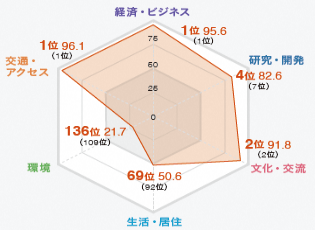 経済・ビジネス
1位 95.6
(1位)
研究・開発
4位 82.6
(7位)
2位 91.8
(2位)
文化・交流
69位 50.6
(92位)
生活・居住
136位 21.7
(109位)
環境
1位 96.1
(1位)
交通・
アクセス
75
50
25
0